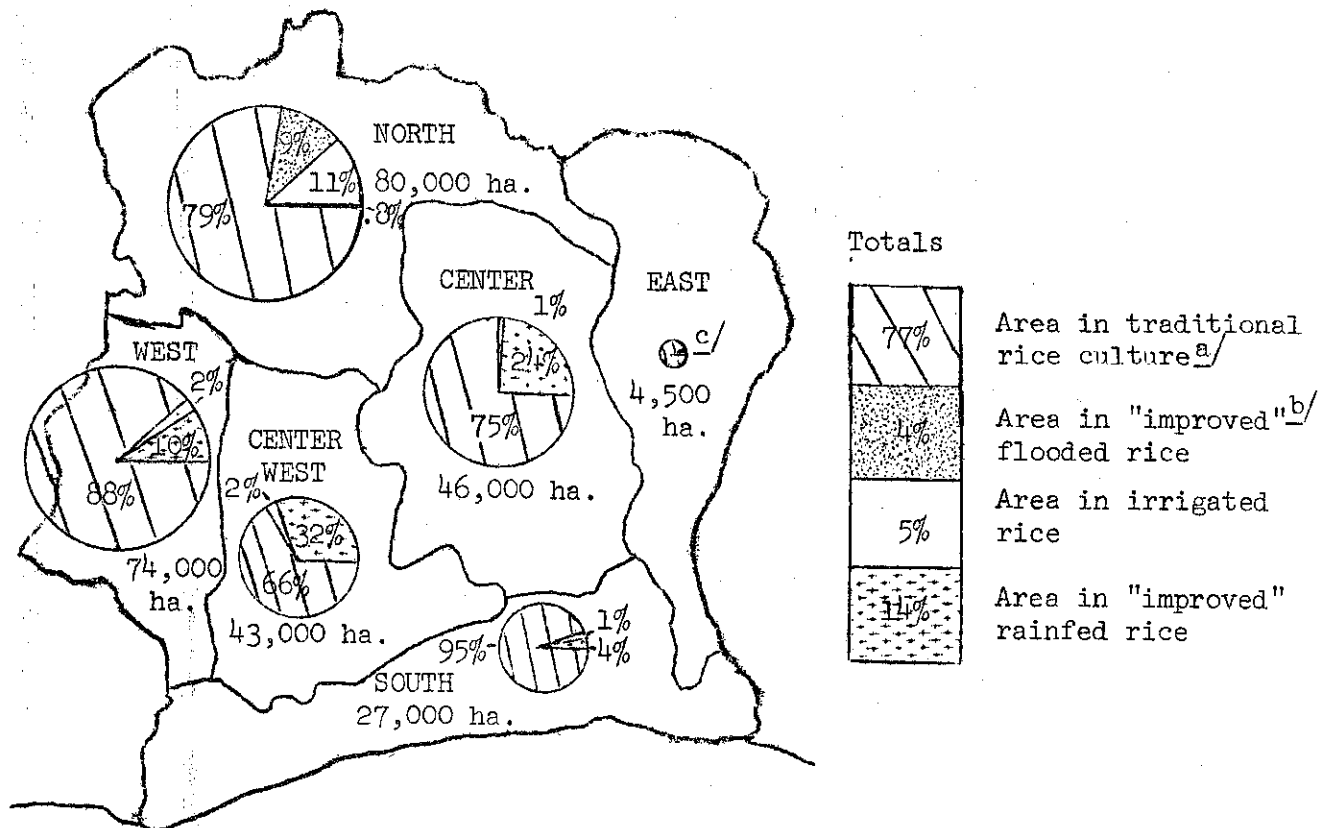 NORTH
9%
11%
80,000 ha.
.8%
79%
CENTER
1%
24%
75%
46,000 ha.
EAST
c/
4,500
ha.
WEST
2%
10%
88%
74,000
ha.
CENTER
WEST
2%
32%
66%
43,000 ha.
1%
95%
4%
SOUTH
27,000 ha.
Totals
77%
Area in traditional
rice culture a/
4%
Area in "improved" b/
flooded rice
5%
Area in irrigated
rice
14%
Area in "improved"
rainfed rice